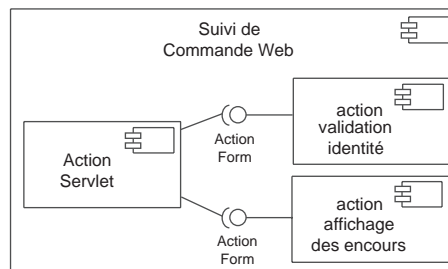 Suivi de
Commande Web
action
validation
identité
Action
Form
Action
Servlet
action
affichage
des encours
Action
Form